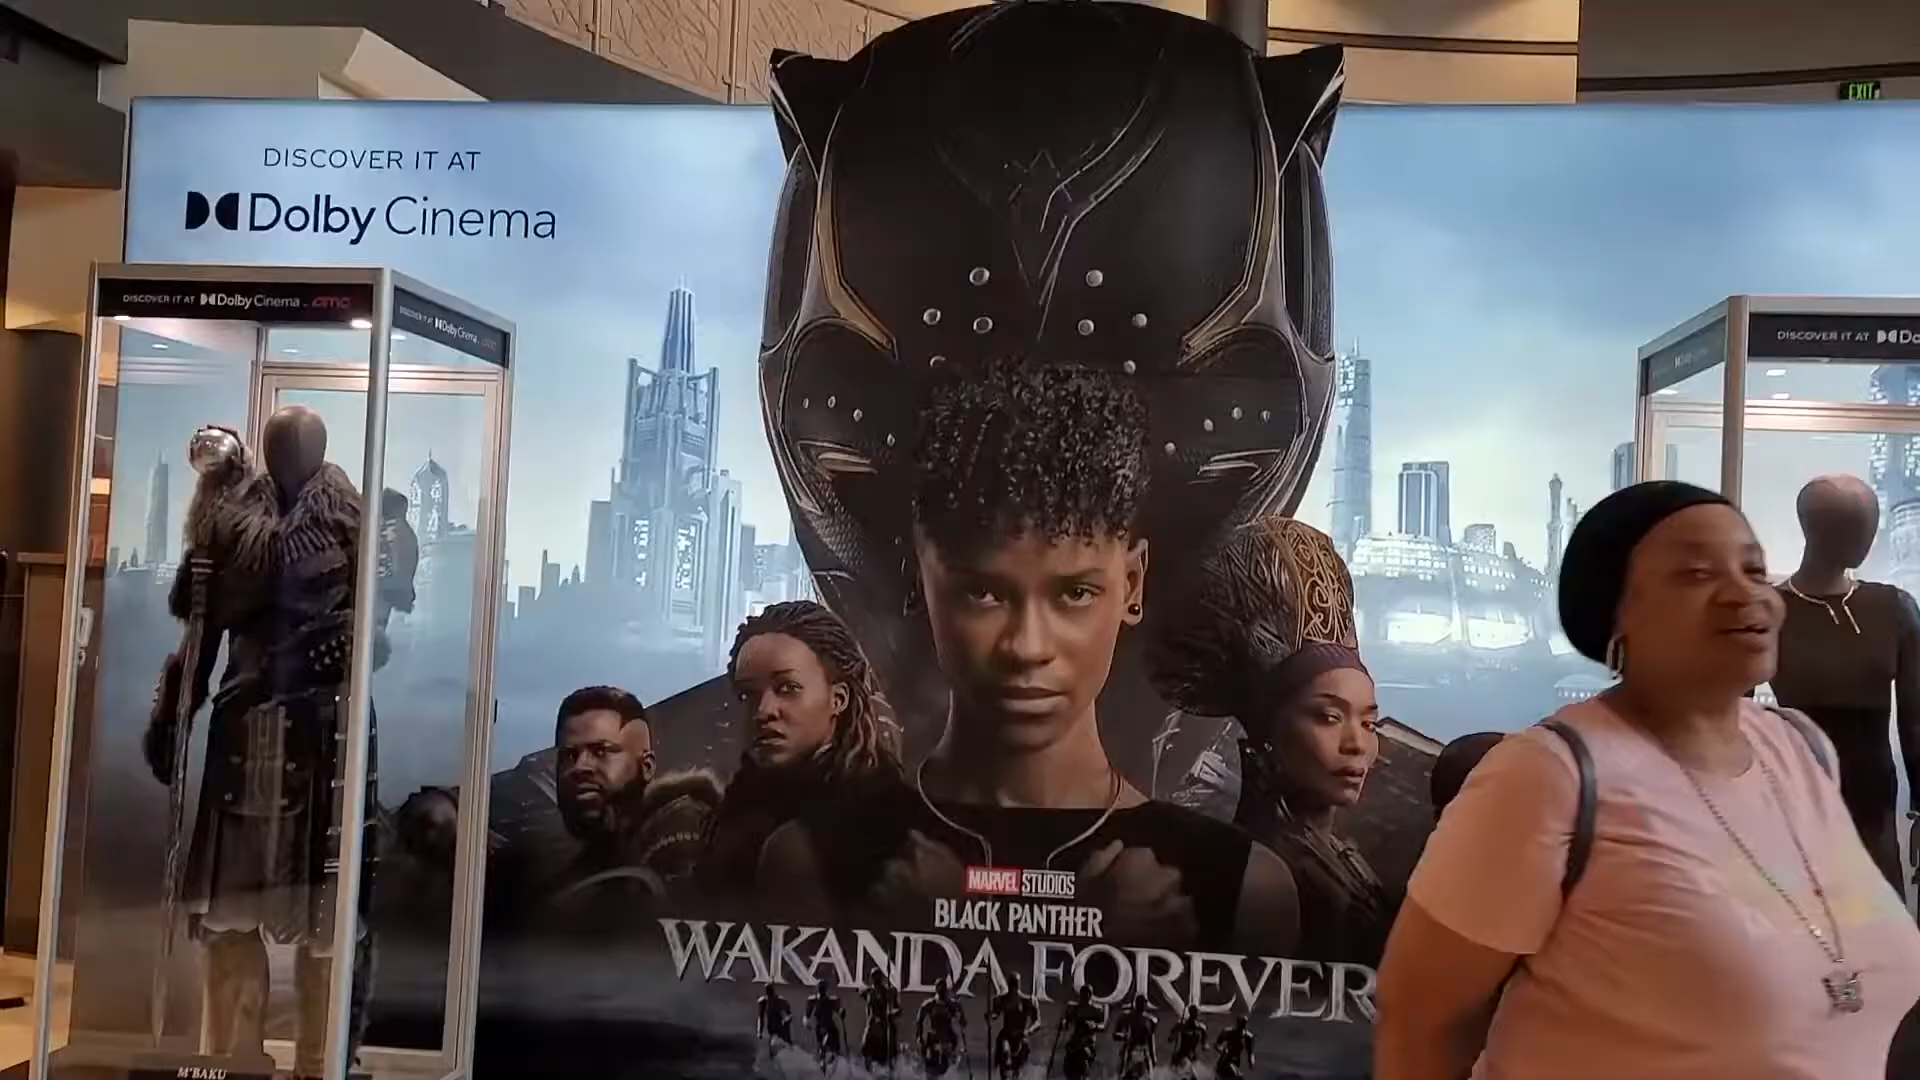 DISCOVER IT AT
Dolby Cinema
DISCOVER IT AT Dolby Cinema amc
DISCOVER IT AT Dolby Cinema
DISCOVER IT AT Do
EXIT
MARVEL STUDIOS
BLACK PANTHER
WAKANDA FOREVER
M'BAKU